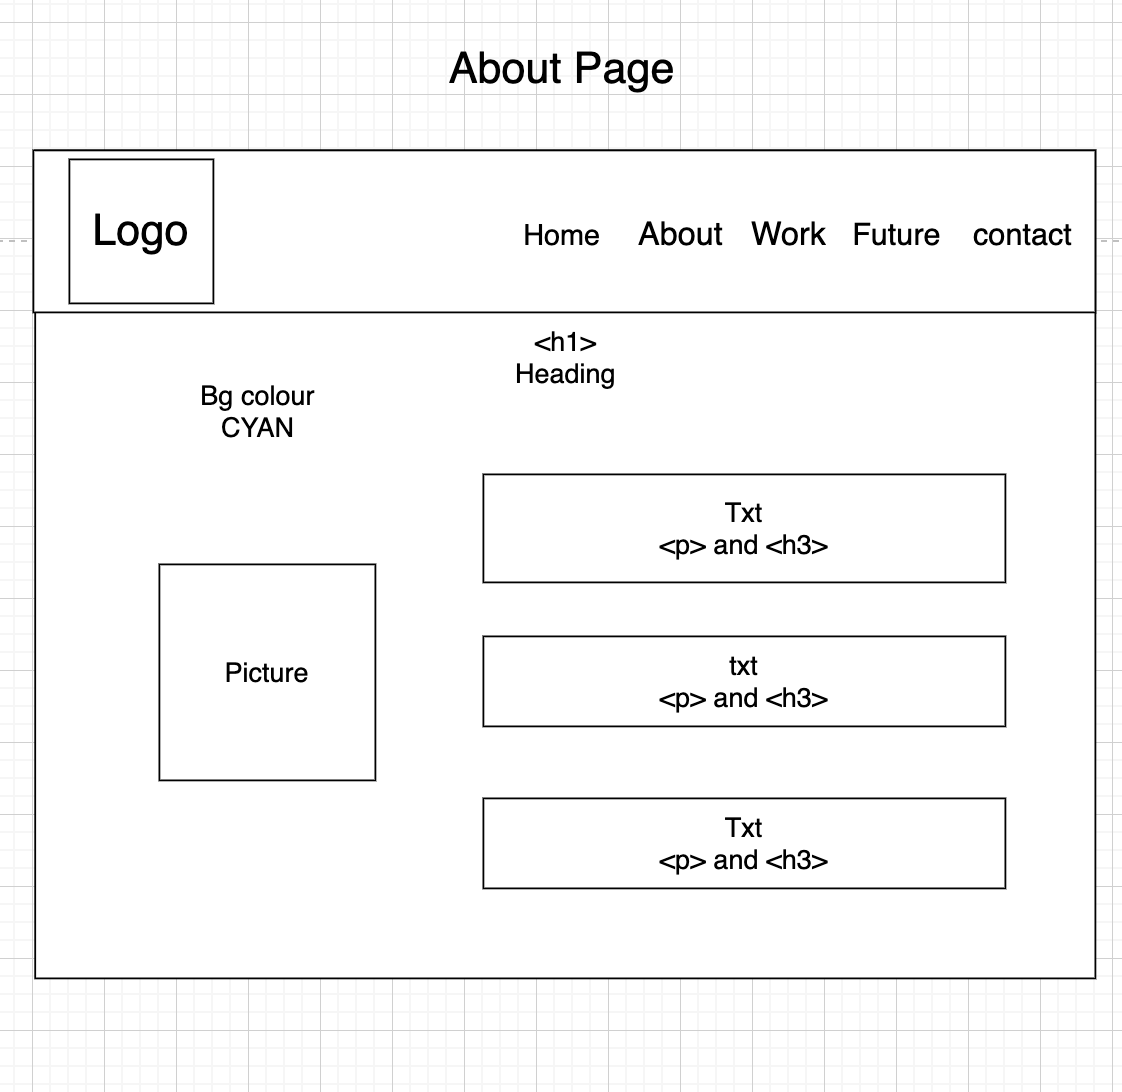 About Page
Logo
Home About Work Future contact
<h1>
Heading
Bg colour
CYAN
Txt
<p> and <h3>
Picture
txt
<p> and <h3>
Txt
<p> and <h3>